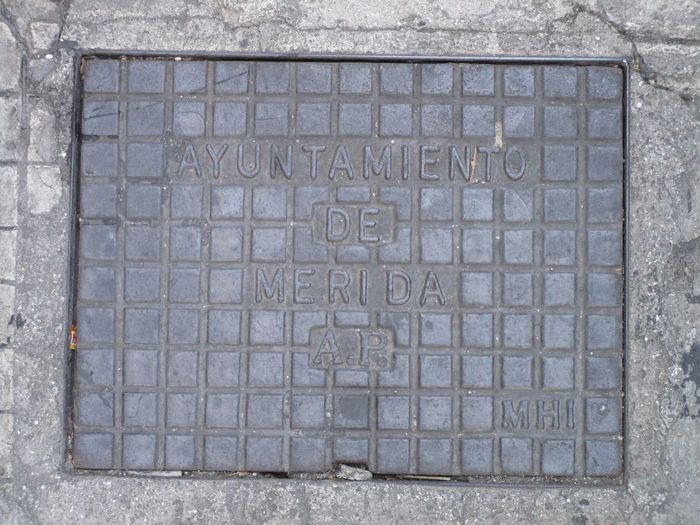 AYUNTAMIENTO
DE
MERIDA
A.P.
MHI